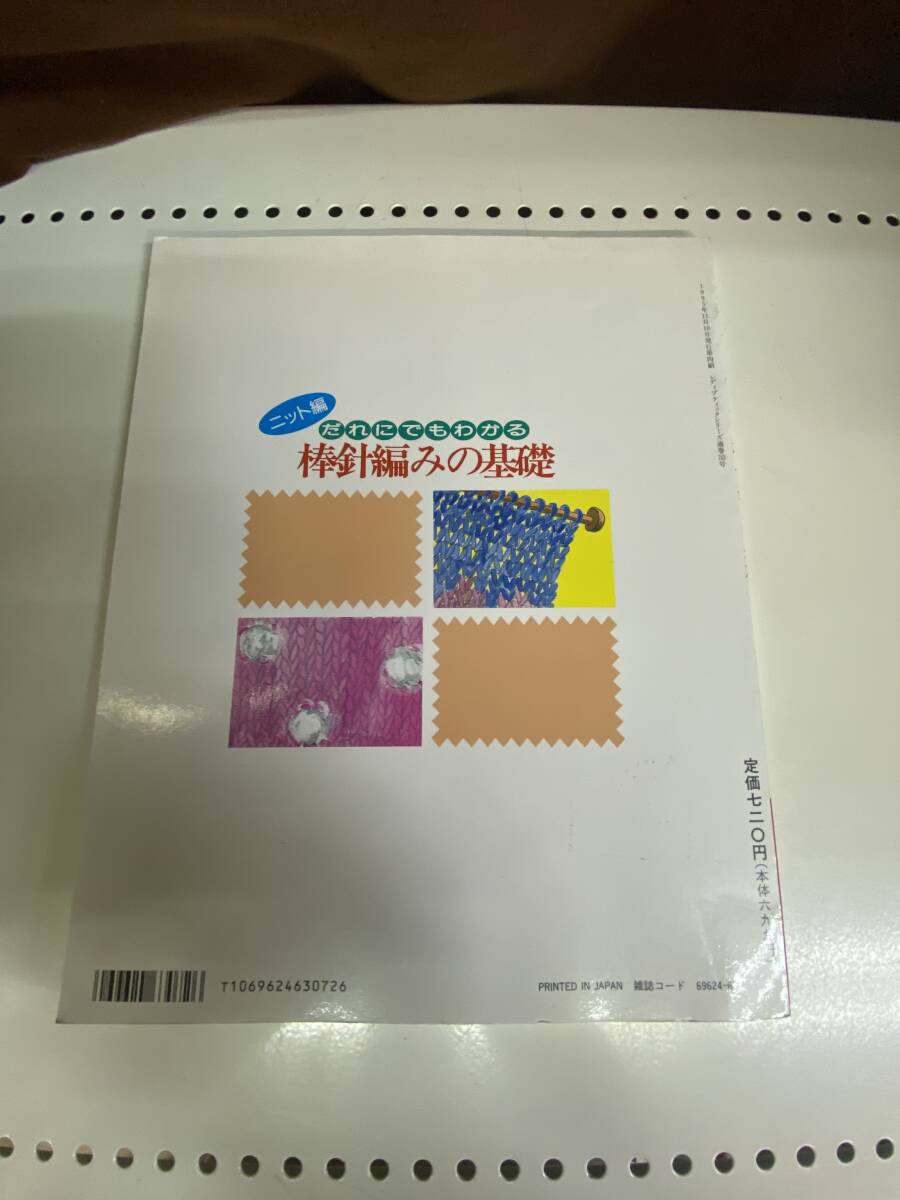 ニット編
だれにでもわかる
棒針編みの基礎
定価七二〇円(本体六九
T1069624630726
PRINTED IN JAPAN 雑誌コード 69624-